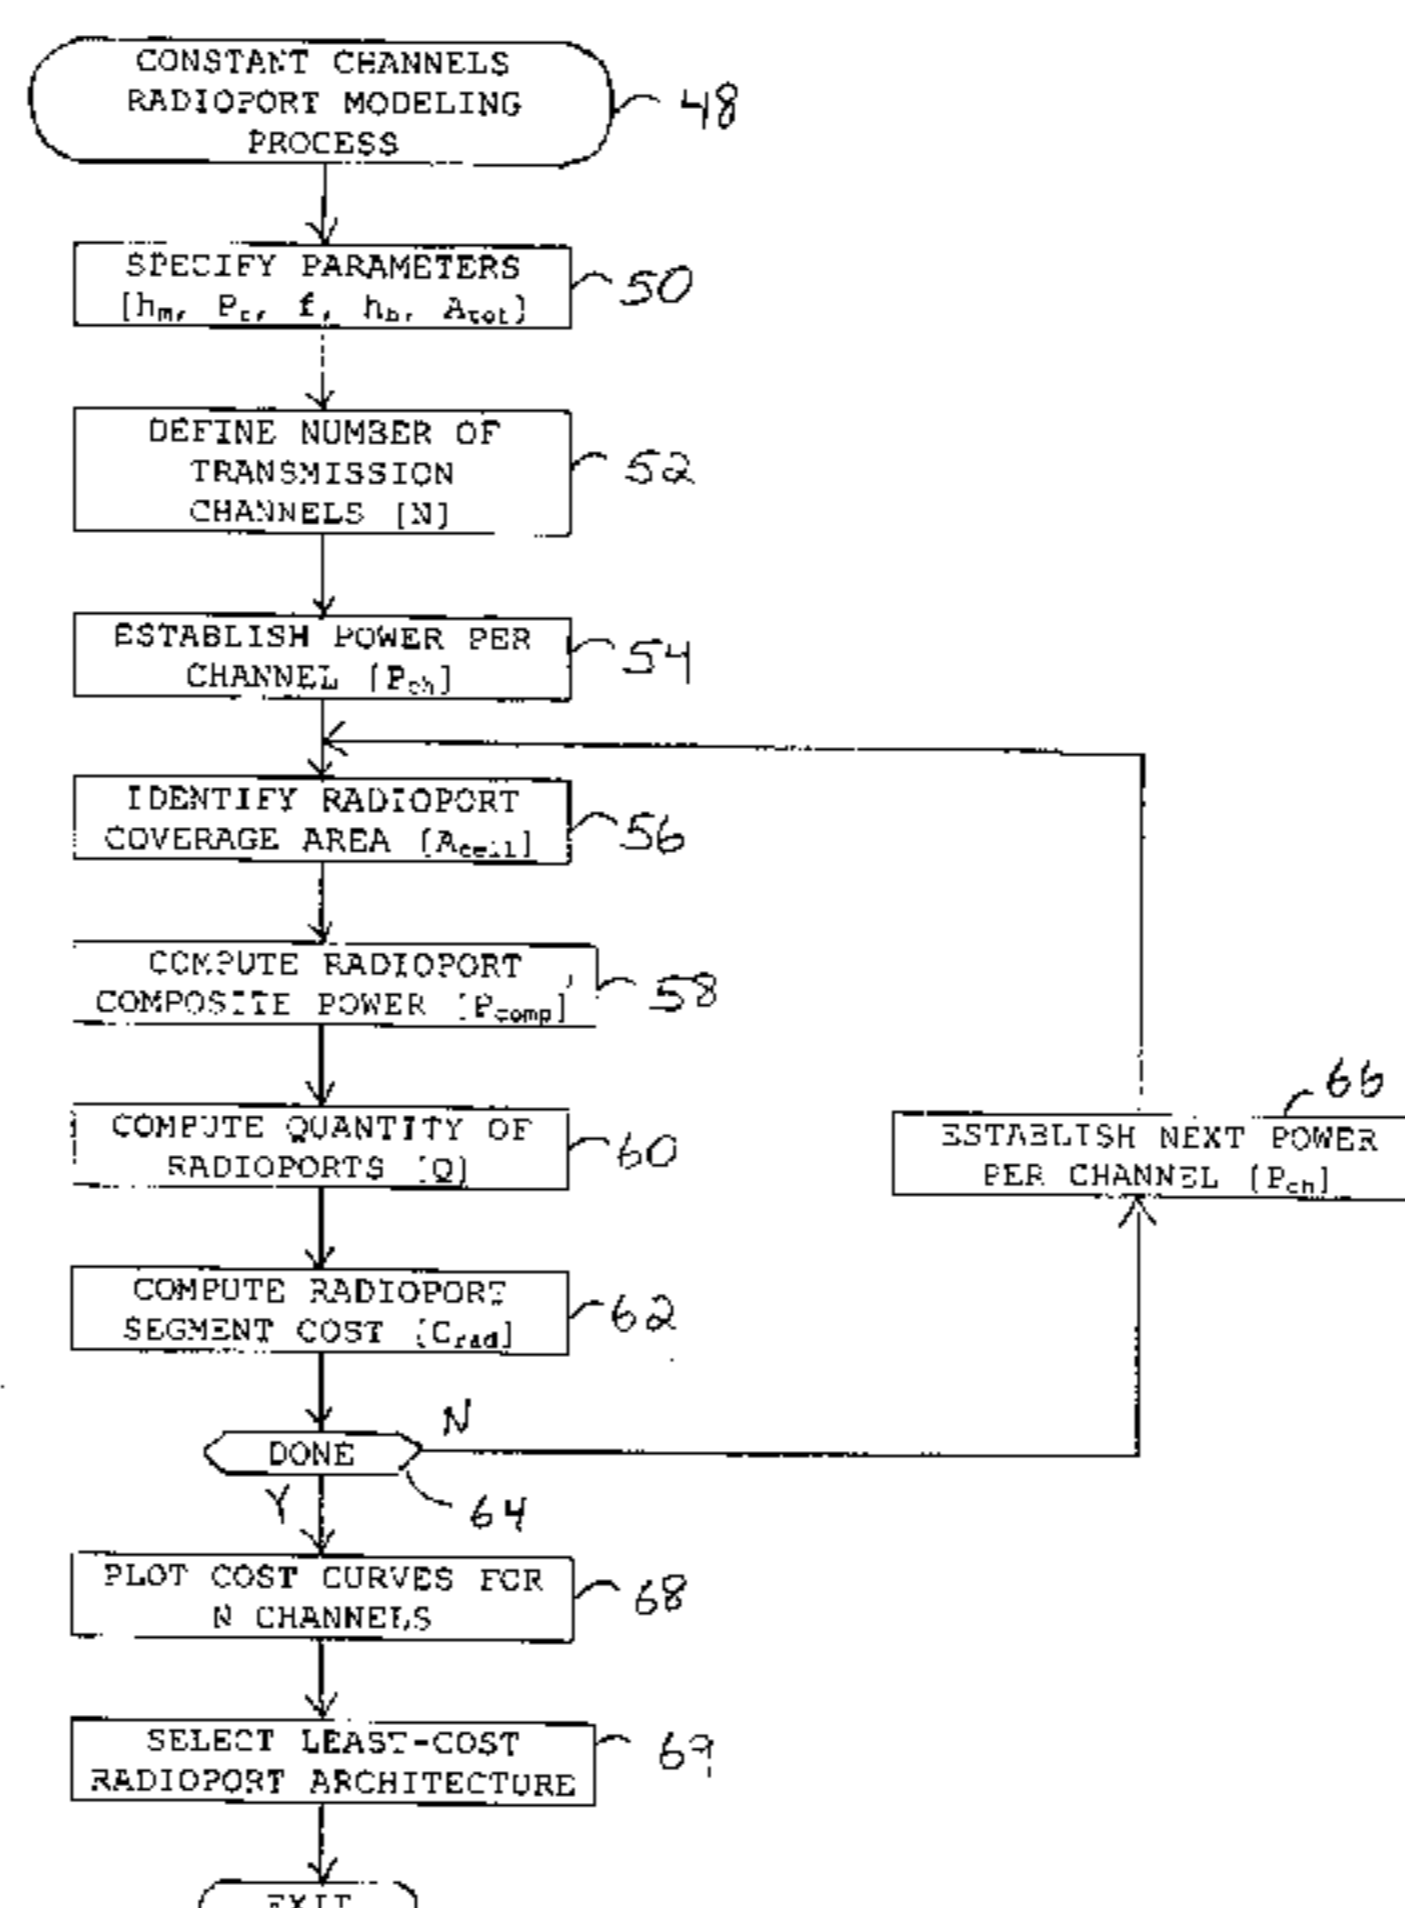 CONSTANT CHANNELS
RADIOPORT MODELING
PROCESS
48
SPECIFY PARAMETERS
[hm, Pr, f, hb, Atot]
50
DEFINE NUMBER OF
TRANSMISSION
CHANNELS [N]
52
ESTABLISH POWER PER
CHANNEL [Pch]
54
IDENTIFY RADIOPORT
COVERAGE AREA [Acell]
56
COMPUTE RADIOPORT
COMPOSITE POWER [Pcomp]
58
COMPUTE QUANTITY OF
RADIOPORTS [Q]
60
66
ESTABLISH NEXT POWER
PER CHANNEL [Pch]
COMPUTE RADIOPORT
SEGMENT COST [Crad]
62
DONE
N
Y
64
PLOT COST CURVES FOR
N CHANNELS
68
SELECT LEAST-COST
RADIOPORT ARCHITECTURE
69
EXIT